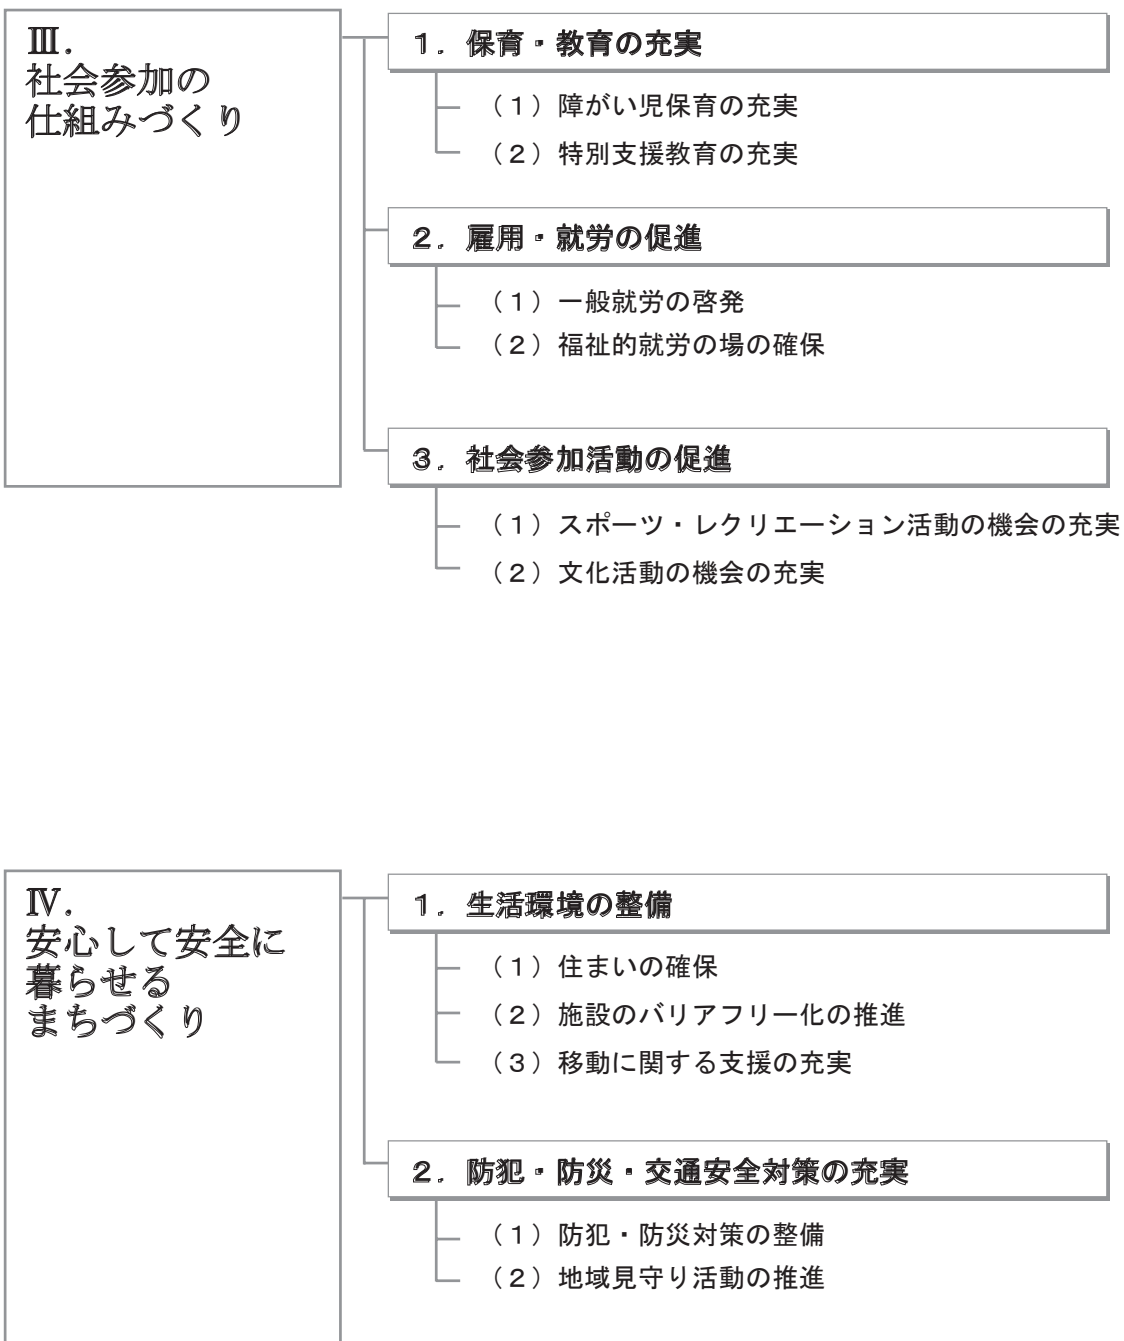 Ⅲ．
社会参加の
仕組みづくり
１．保育・教育の充実
（１）障がい児保育の充実
（２）特別支援教育の充実
２．雇用・就労の促進
（１）一般就労の啓発
（２）福祉的就労の場の確保
３．社会参加活動の促進
（１）スポーツ・レクリエーション活動の機会の充実
（２）文化活動の機会の充実
Ⅳ．
安心して安全に
暮らせる
まちづくり
１．生活環境の整備
（１）住まいの確保
（２）施設のバリアフリー化の推進
（３）移動に関する支援の充実
２．防犯・防災・交通安全対策の充実
（１）防犯・防災対策の整備
（２）地域見守り活動の推進